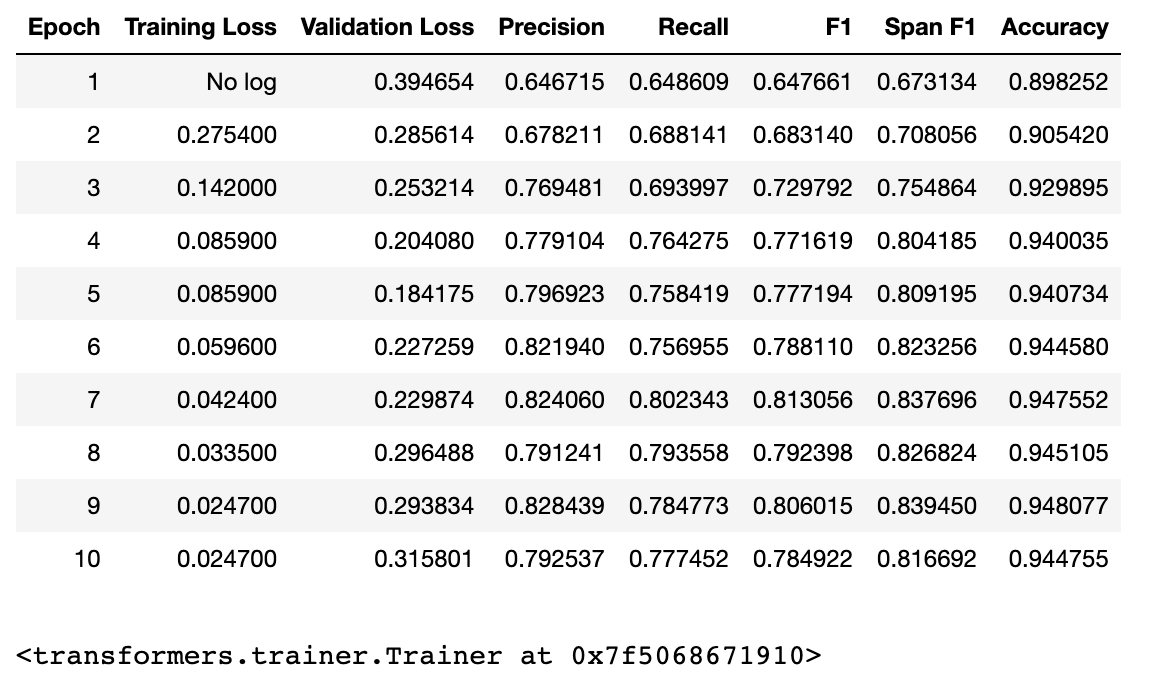 Epoch Training Loss Validation Loss Precision Recall F1 Span F1 Accuracy
1 No log 0.394654 0.646715 0.648609 0.647661 0.673134 0.898252
2 0.275400 0.285614 0.678211 0.688141 0.683140 0.708056 0.905420
3 0.142000 0.253214 0.769481 0.693997 0.729792 0.754864 0.929895
4 0.085900 0.204080 0.779104 0.764275 0.771619 0.804185 0.940035
5 0.085900 0.184175 0.796923 0.758419 0.777194 0.809195 0.940734
6 0.059600 0.227259 0.821940 0.756955 0.788110 0.823256 0.944580
7 0.042400 0.229874 0.824060 0.802343 0.813056 0.837696 0.947552
8 0.033500 0.296488 0.791241 0.793558 0.792398 0.826824 0.945105
9 0.024700 0.293834 0.828439 0.784773 0.806015 0.839450 0.948077
10 0.024700 0.315801 0.792537 0.777452 0.784922 0.816692 0.944755
<transformers.trainer.Trainer at 0x7f5068671910>